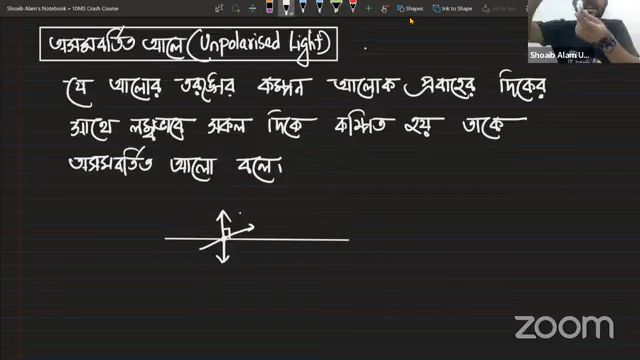 Shoaib Alam's Notebook » 10MS Crash Course
Shapes
Ink to Shape
অসমবর্তিত আলো (Unpolarised Light)
যে আলোর তরঙ্গের কম্পন আলোক প্রবাহের দিকের
সাথে লম্বভাবে সকল দিকে কম্পিত হয় তাকে
অসমবর্তিত আলো বলে।
Shoaib Alam U...
zoom